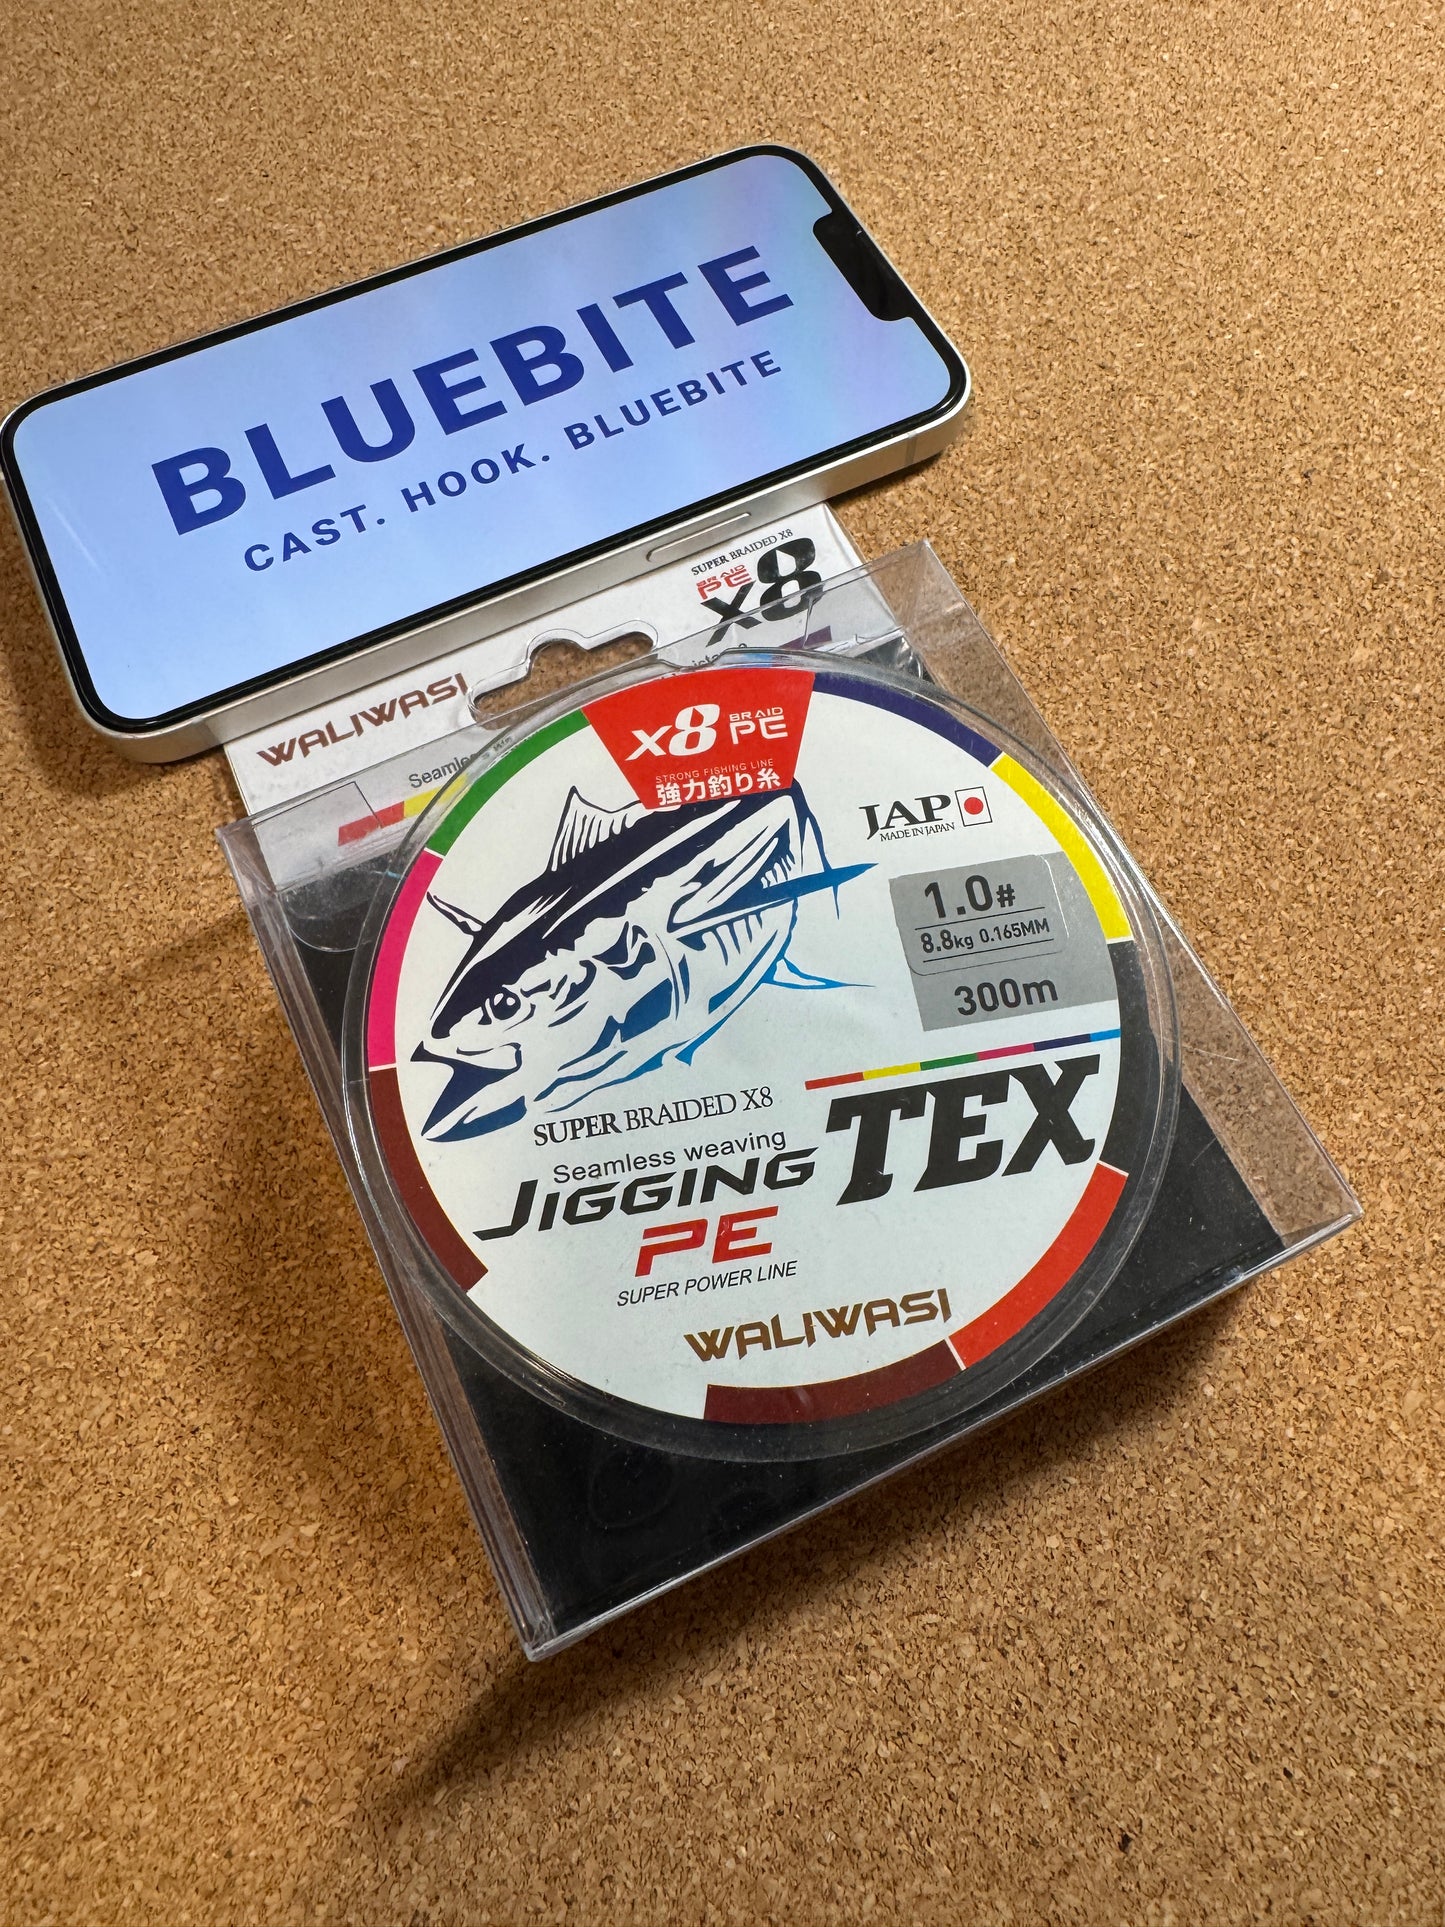 BLUEBITE
CAST. HOOK. BLUEBITE
SUPER BRAIDED X8
BRAID
PE
X8
WALIWASI
X8 BRAID PE
STRONG FISHING LINE
強力釣り糸
JAP
MADE IN JAPAN
1.0#
8.8kg 0.165MM
300m
SUPER BRAIDED X8
Seamless weaving
JIGGING TEX
PE
SUPER POWER LINE
WALIWASI